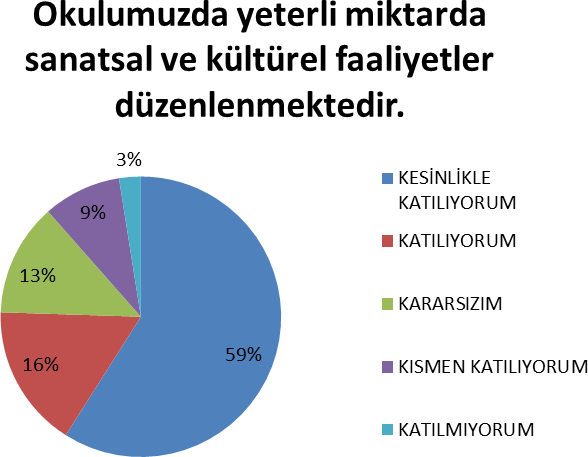 Okulumuzda yeterli miktarda
sanatsal ve kültürel faaliyetler
düzenlenmektedir.
3%
9%
13%
16%
59%
KESİNLİKLE
KATILIYORUM
KATILIYORUM
KARARSIZIM
KISMEN KATILIYORUM
KATILMIYORUM